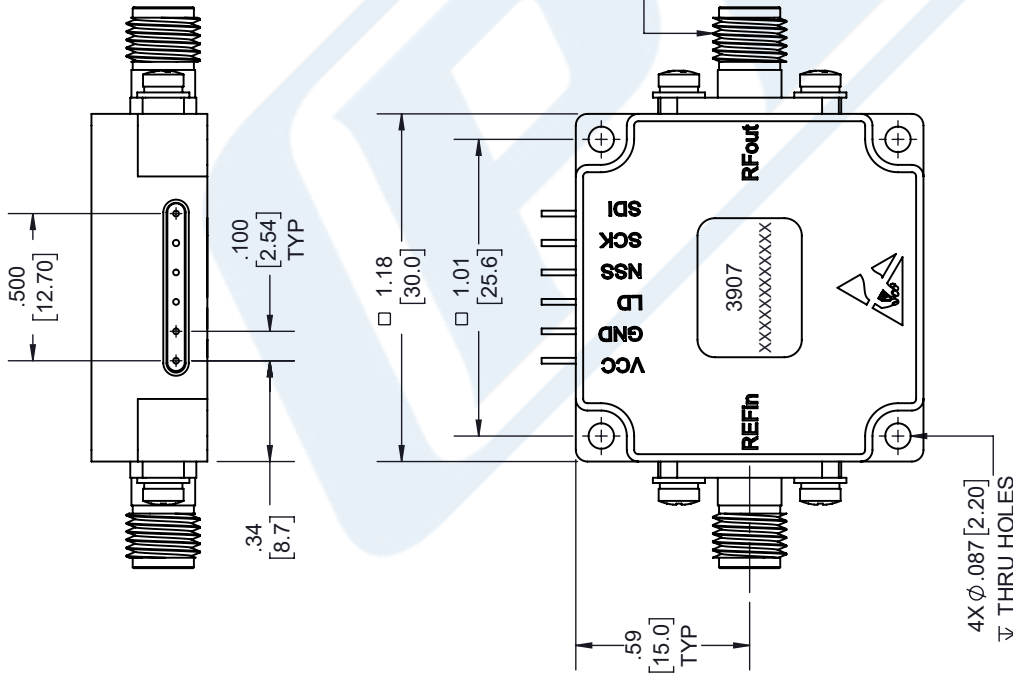 .500
[12.70]
.100
[2.54]
TYP
.34
[8.7]
□ 1.18
[30.0]
□ 1.01
[25.6]
RFout
SDI
SCK
NSS
LD
GND
VCC
3907
XXXXXXXXXXXXX
REFin
.59
[15.0]
TYP
4X Ø.087 [2.20]
↧ THRU HOLES